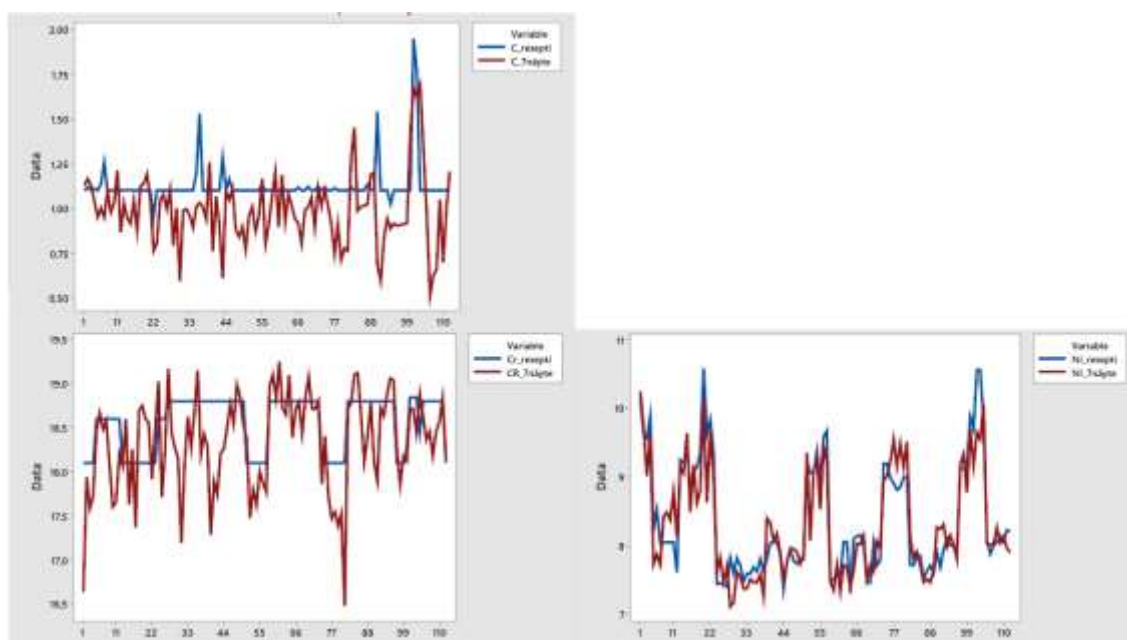 2.00
Variable
C_resepti
C_7näyte
1.75
1.50
1.25
Data
1.00
0.75
0.50
1 11 22 33 44 55 66 77 88 99 110
19.5
Variable
Cr_resepti
CR_7näyte
19.0
18.5
Data
18.0
17.5
17.0
16.5
1 11 22 33 44 55 66 77 88 99 110
11
Variable
Ni_resepti
Ni_7näyte
10
9
Data
8
7
1 11 22 33 44 55 66 77 88 99 110